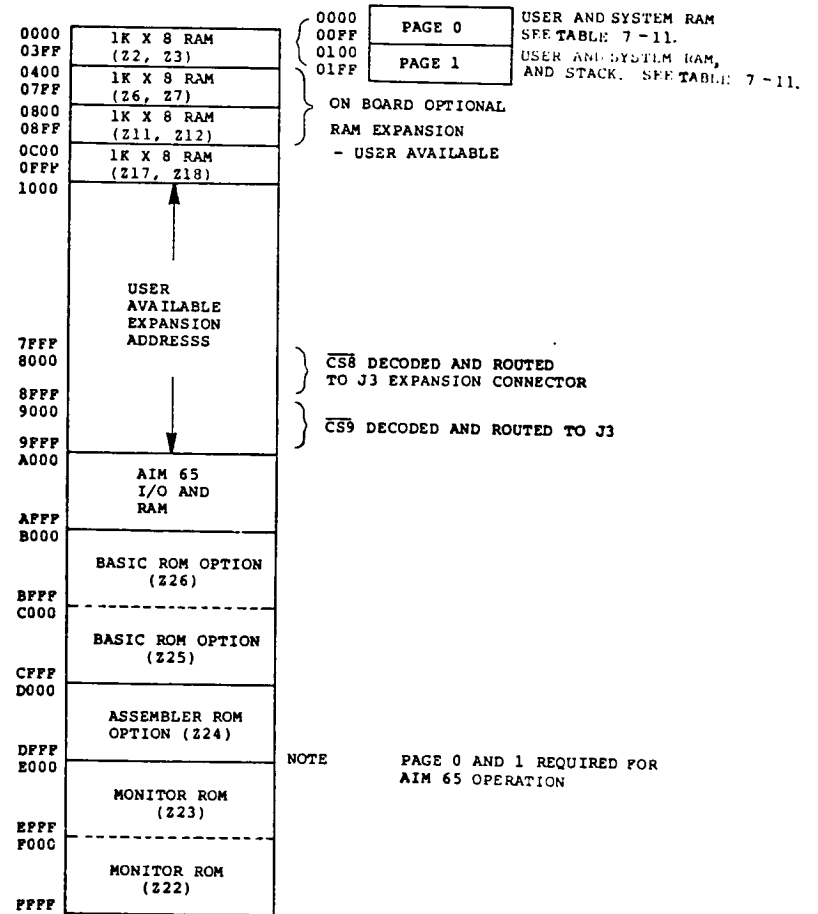 0000
03FF
1K X 8 RAM
(Z2, Z3)
0400
07FF
1K X 8 RAM
(Z6, Z7)
0800
08FF
1K X 8 RAM
(Z11, Z12)
0C00
0FFF
1K X 8 RAM
(Z17, Z18)
1000
0000
00FF
PAGE 0
USER AND SYSTEM RAM
SEE TABLE 7-11.
0100
01FF
PAGE 1
USER AND SYSTEM RAM,
AND STACK. SEE TABLE 7-11.
ON BOARD OPTIONAL
RAM EXPANSION
- USER AVAILABLE
USER
AVAILABLE
EXPANSION
ADDRESSS
7FFF
8000
8FFF
CS8 DECODED AND ROUTED
TO J3 EXPANSION CONNECTOR
9000
9FFF
CS9 DECODED AND ROUTED TO J3
A000
AIM 65
I/O AND
RAM
AFFF
B000
BASIC ROM OPTION
(Z26)
BFFF
C000
BASIC ROM OPTION
(Z25)
CFFF
D000
ASSEMBLER ROM
OPTION (Z24)
DFFF
E000
NOTE PAGE 0 AND 1 REQUIRED FOR
AIM 65 OPERATION
MONITOR ROM
(Z23)
EFFF
F000
MONITOR ROM
(Z22)
FFFF